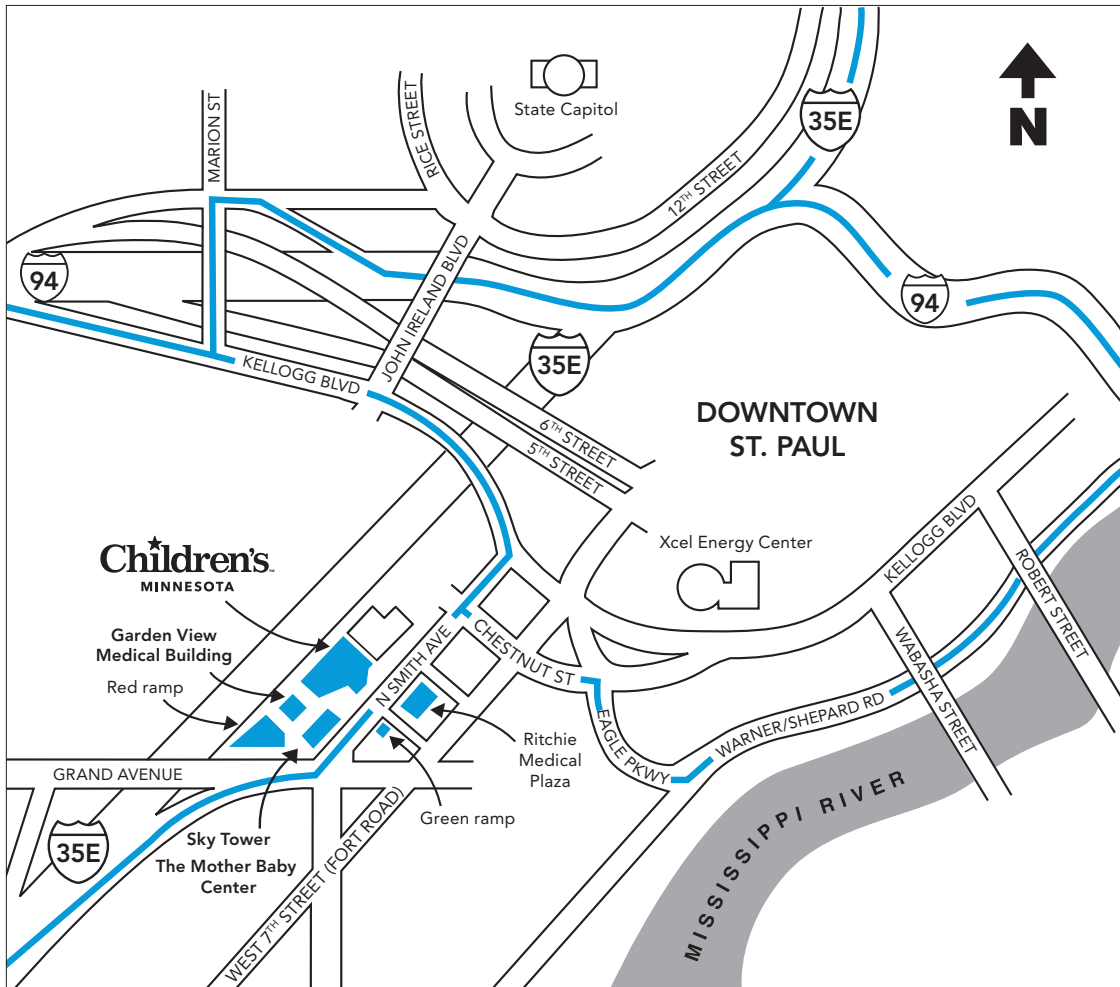 State Capitol
N
35E
MARION ST
RICE STREET
12TH STREET
94
JOHN IRELAND BLVD
94
35E
KELLOGG BLVD
DOWNTOWN
ST. PAUL
6TH STREET
5TH STREET
Xcel Energy Center
KELLOGG BLVD
ROBERT STREET
Children's
MINNESOTA
Garden View
Medical Building
Red ramp
N SMITH AVE
CHESTNUT ST
WABASHA STREET
EAGLE PKWY
WARNER/SHEPARD RD
Ritchie
Medical
Plaza
GRAND AVENUE
Green ramp
MISSISSIPPI RIVER
35E
Sky Tower
The Mother Baby
Center
WEST 7TH STREET (FORT ROAD)